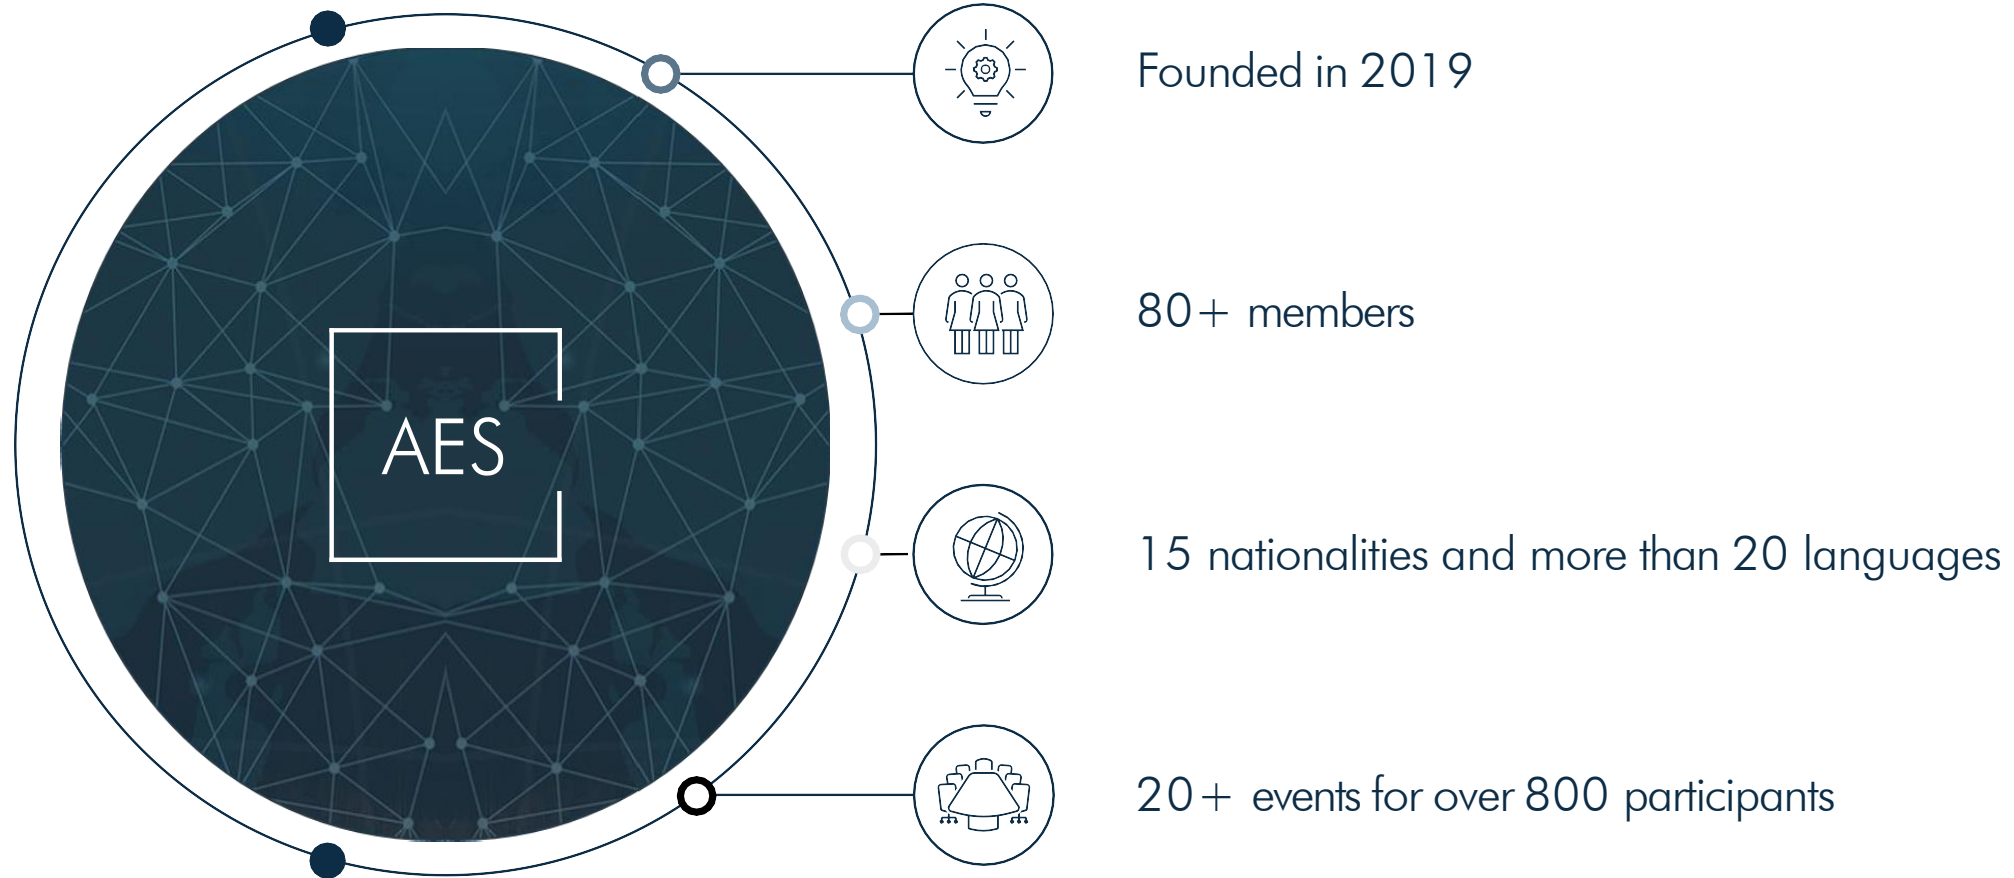 AES
Founded in 2019
80+ members
15 nationalities and more than 20 languages
20+ events for over 800 participants